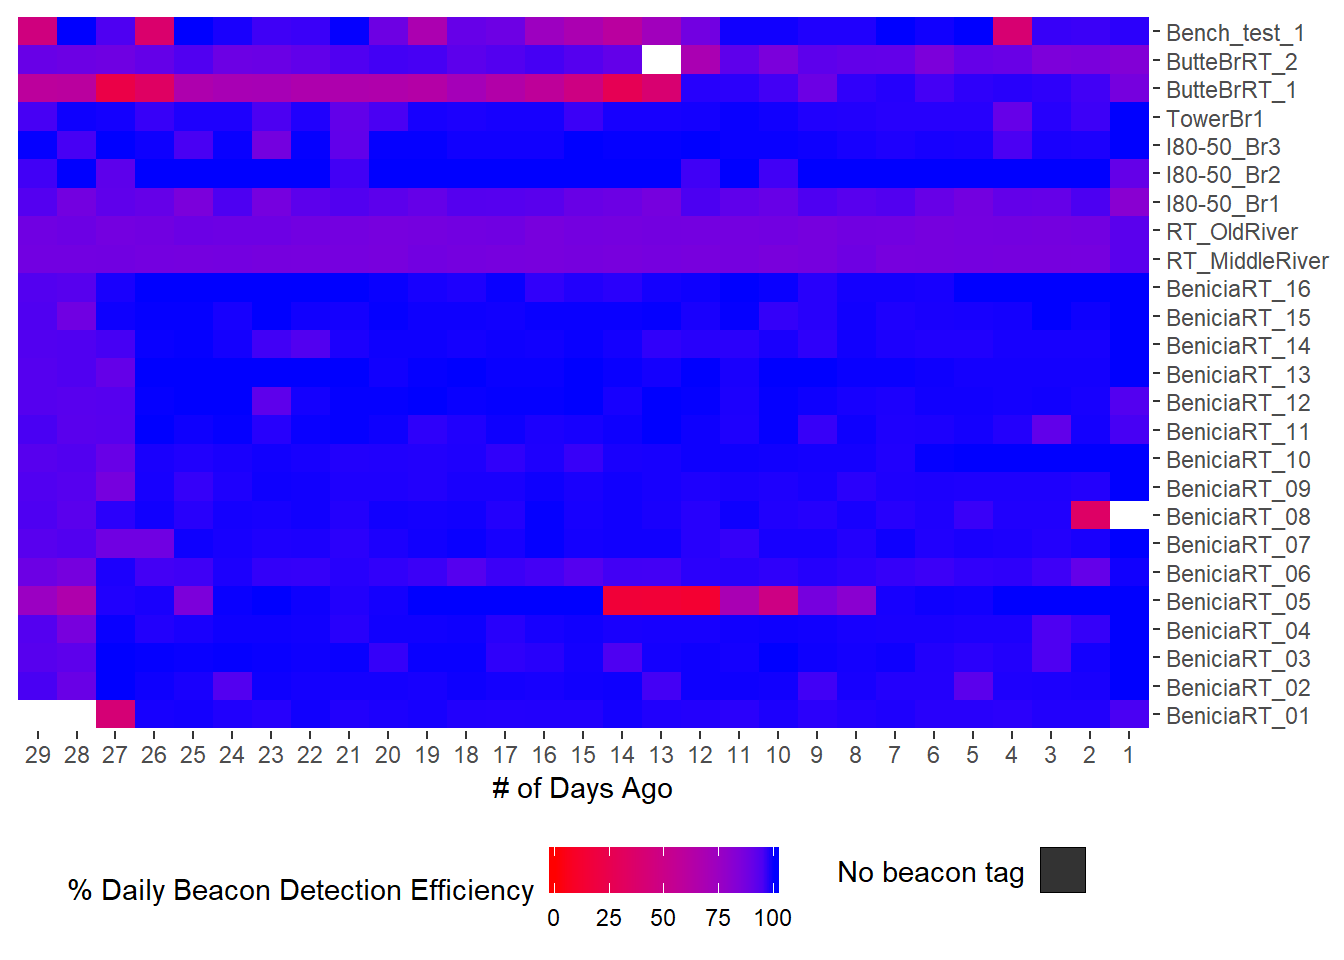 Bench_test_1
ButteBrRT_2
ButteBrRT_1
TowerBr1
I80-50_Br3
I80-50_Br2
I80-50_Br1
RT_OldRiver
RT_MiddleRiver
BeniciaRT_16
BeniciaRT_15
BeniciaRT_14
BeniciaRT_13
BeniciaRT_12
BeniciaRT_11
BeniciaRT_10
BeniciaRT_09
BeniciaRT_08
BeniciaRT_07
BeniciaRT_06
BeniciaRT_05
BeniciaRT_04
BeniciaRT_03
BeniciaRT_02
BeniciaRT_01
29 28 27 26 25 24 23 22 21 20 19 18 17 16 15 14 13 12 11 10 9 8 7 6 5 4 3 2 1
# of Days Ago
% Daily Beacon Detection Efficiency
0 25 50 75 100
No beacon tag